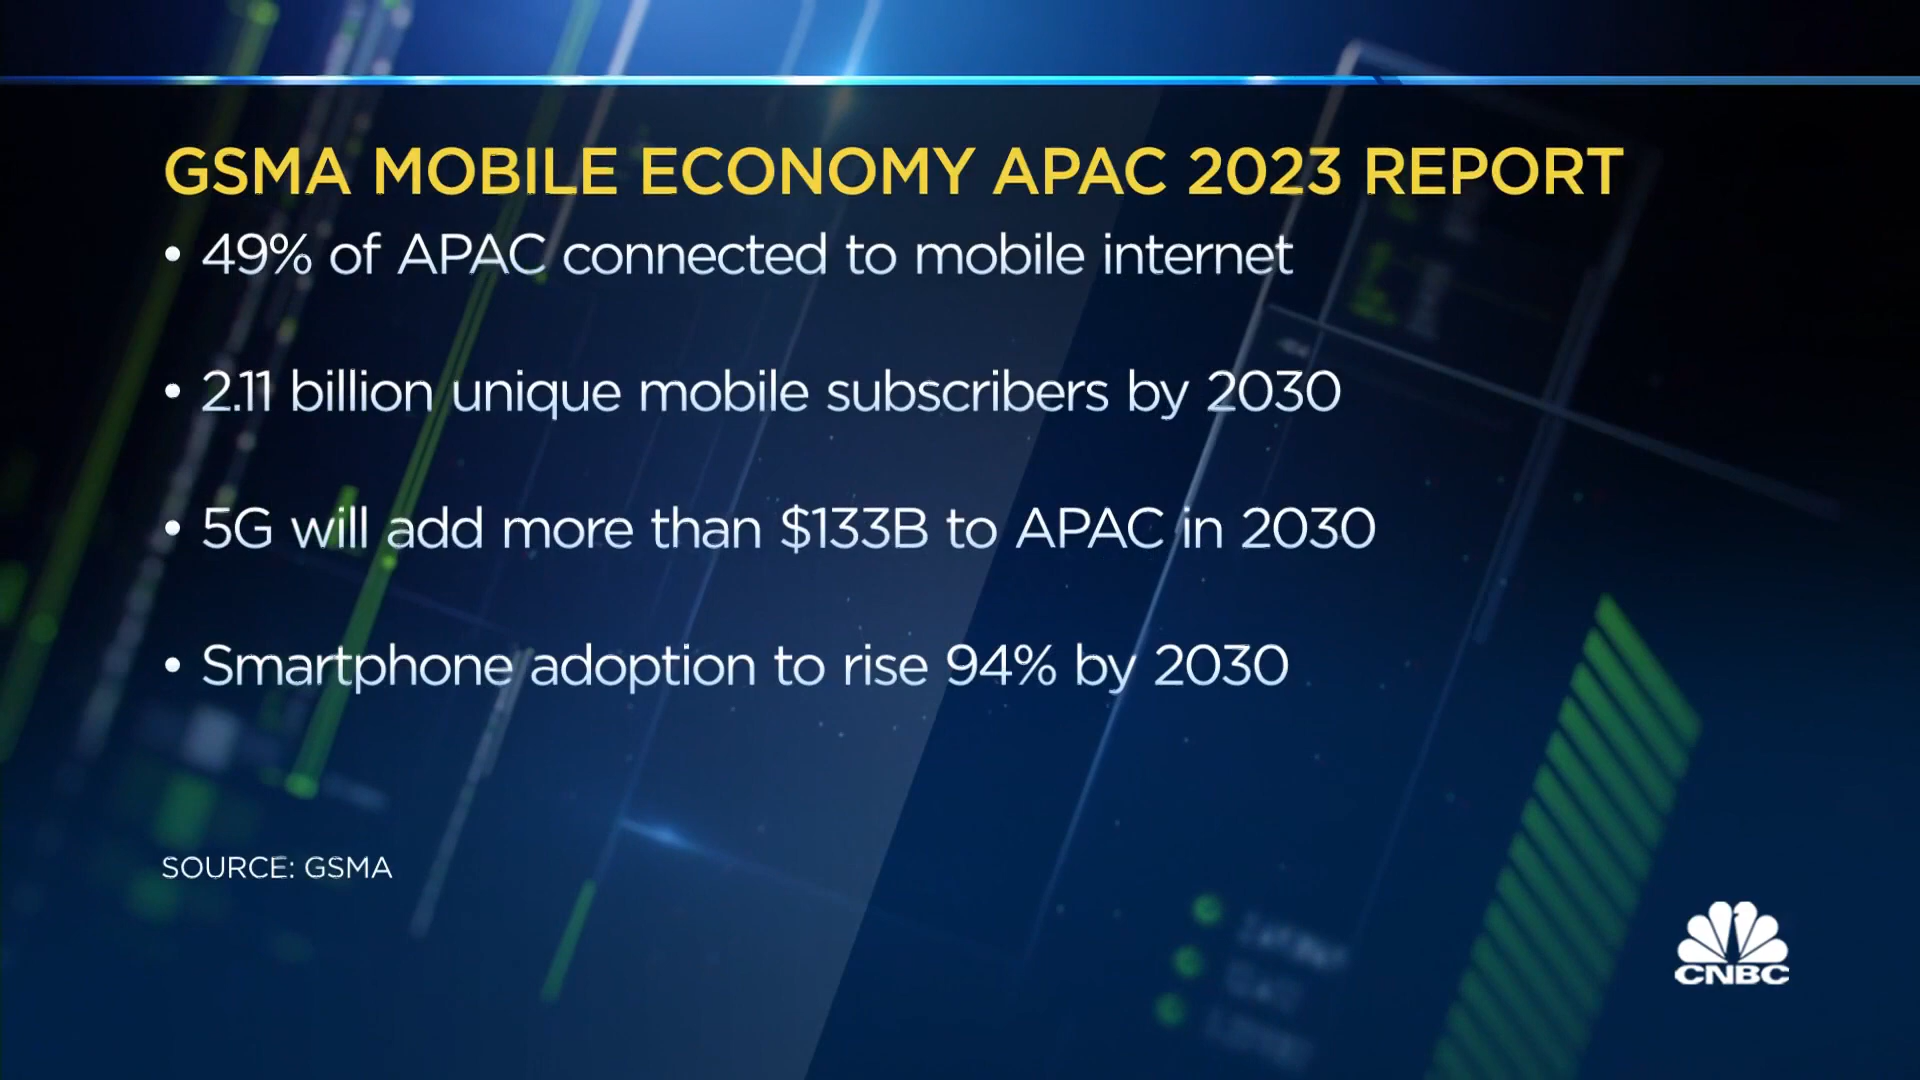 GSMA MOBILE ECONOMY APAC 2023 REPORT
• 49% of APAC connected to mobile internet
• 2.11 billion unique mobile subscribers by 2030
• 5G will add more than $133B to APAC in 2030
• Smartphone adoption to rise 94% by 2030
SOURCE: GSMA
CNBC